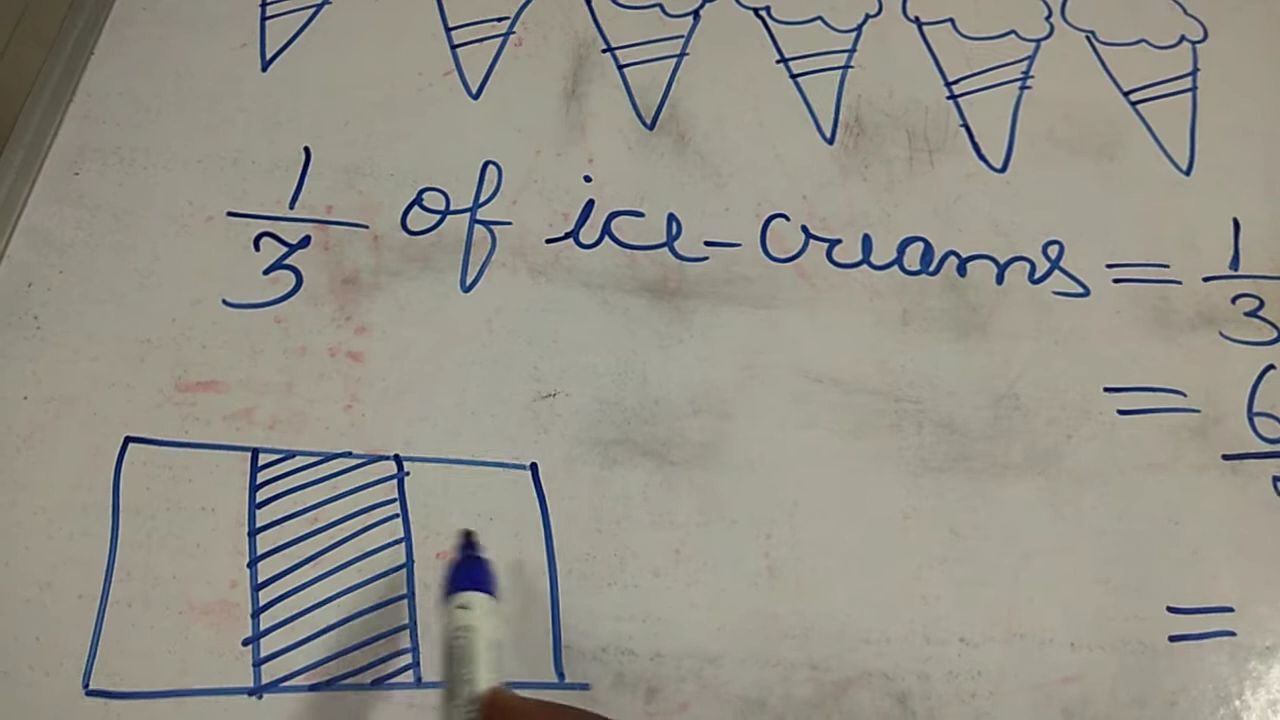 1/3 of ice-creams = 1/3
= 6
=